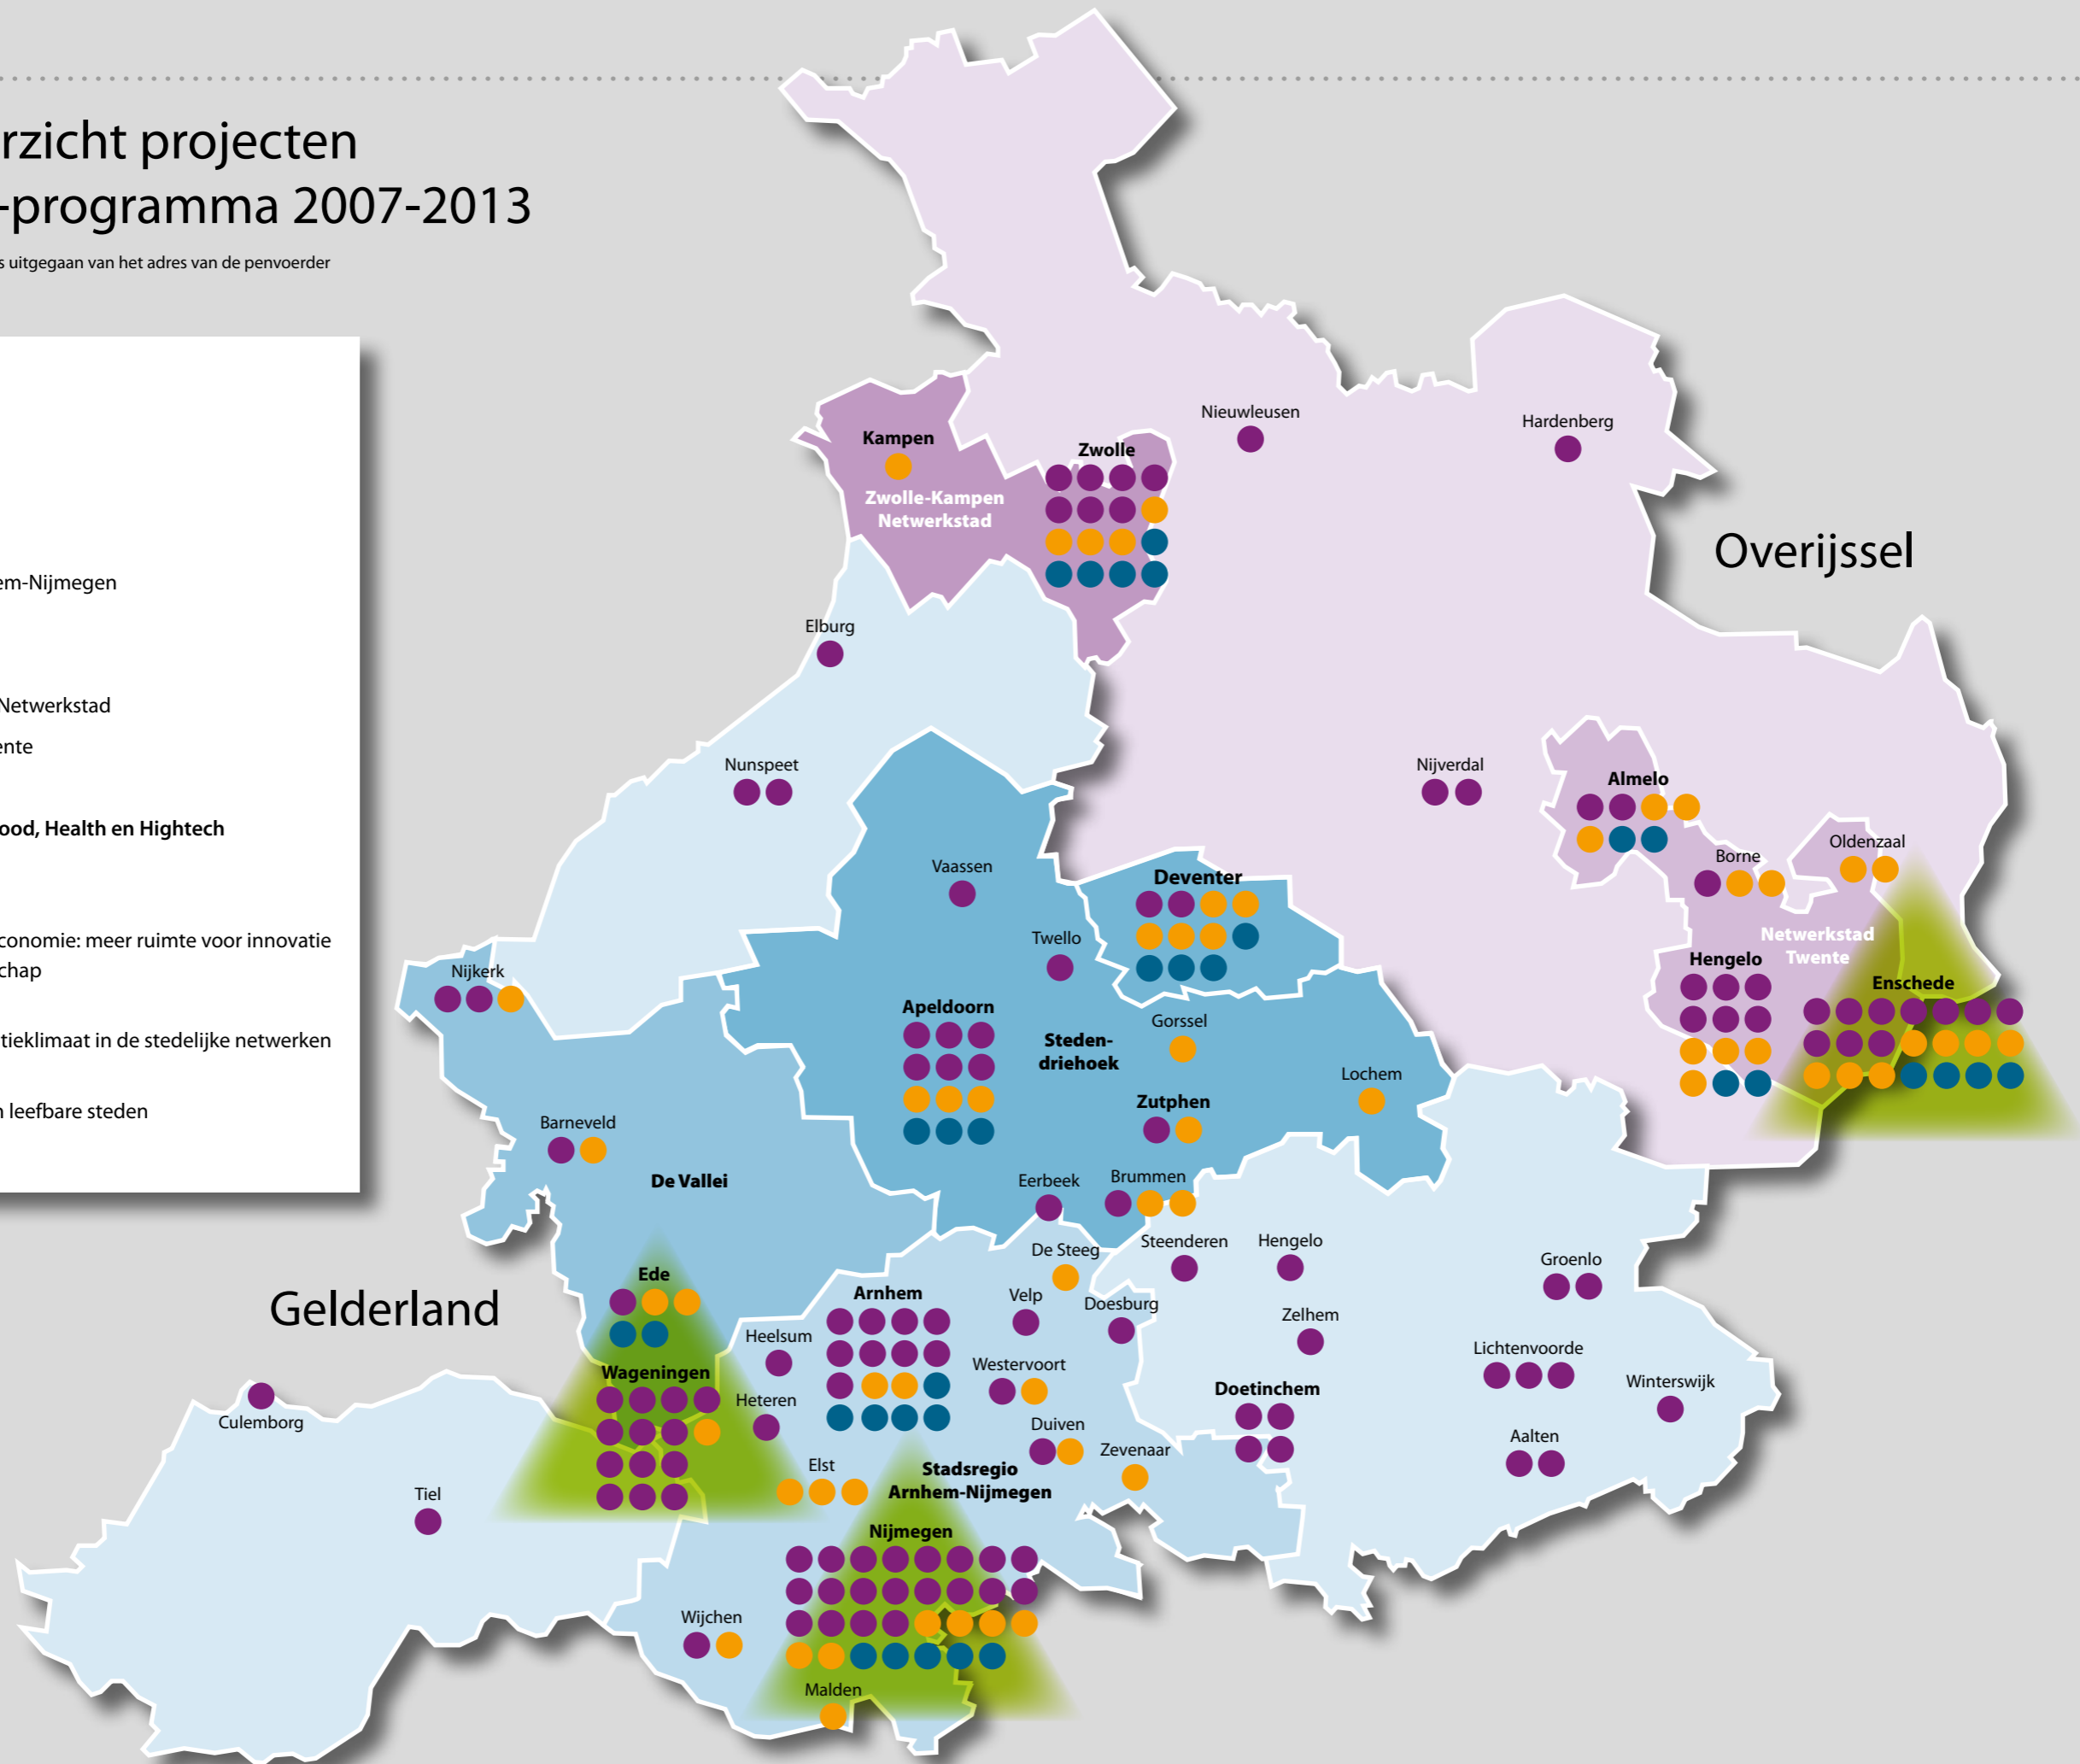 rzicht projecten
-programma 2007-2013
s uitgegaan van het adres van de penvoerder
em-Nijmegen
Netwerkstad
ente
ood, Health en Hightech
conomie: meer ruimte voor innovatie
chap
tieklimaat in de stedelijke netwerken
n leefbare steden
Overijssel
Gelderland
Kampen
Zwolle-Kampen
Netwerkstad
Zwolle
Nieuwleusen
Hardenberg
Elburg
Nunspeet
Nijverdal
Almelo
Borne
Oldenzaal
Netwerkstad
Twente
Hengelo
Enschede
Vaassen
Deventer
Twello
Nijkerk
Apeldoorn
Steden-
driehoek
Gorssel
Lochem
Zutphen
Barneveld
De Vallei
Eerbeek
Brummen
De Steeg
Steenderen
Hengelo
Groenlo
Ede
Arnhem
Velp
Doesburg
Zelhem
Heelsum
Lichtenvoorde
Westervoort
Wageningen
Winterswijk
Doetinchem
Heteren
Culemborg
Duiven
Zevenaar
Aalten
Elst
Stadsregio
Arnhem-Nijmegen
Tiel
Nijmegen
Wijchen
Malden